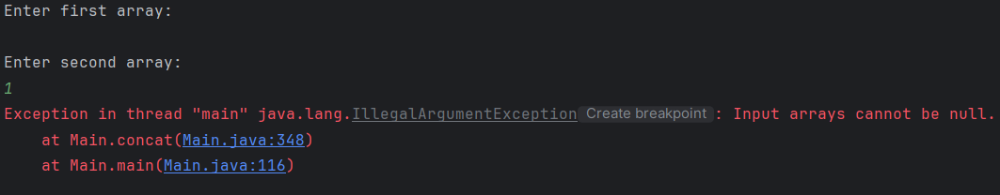 Enter first array:
Enter second array:
1
Exception in thread "main" java.lang.IllegalArgumentException Create breakpoint : Input arrays cannot be null.
at Main.concat(Main.java:348)
at Main.main(Main.java:116)